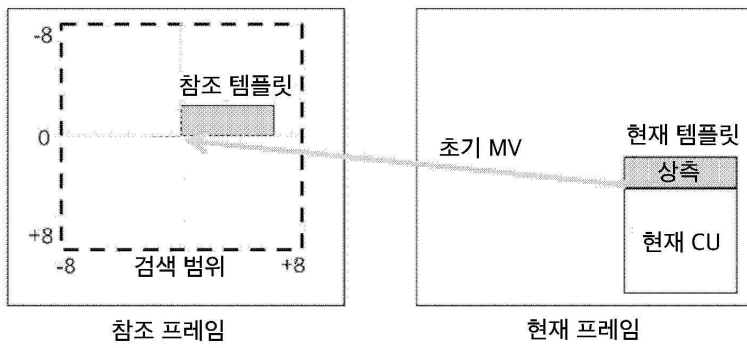 -8
참조 템플릿
0
+8
-8
검색 범위
+8
참조 프레임
초기 MV
현재 템플릿
상측
현재 CU
현재 프레임